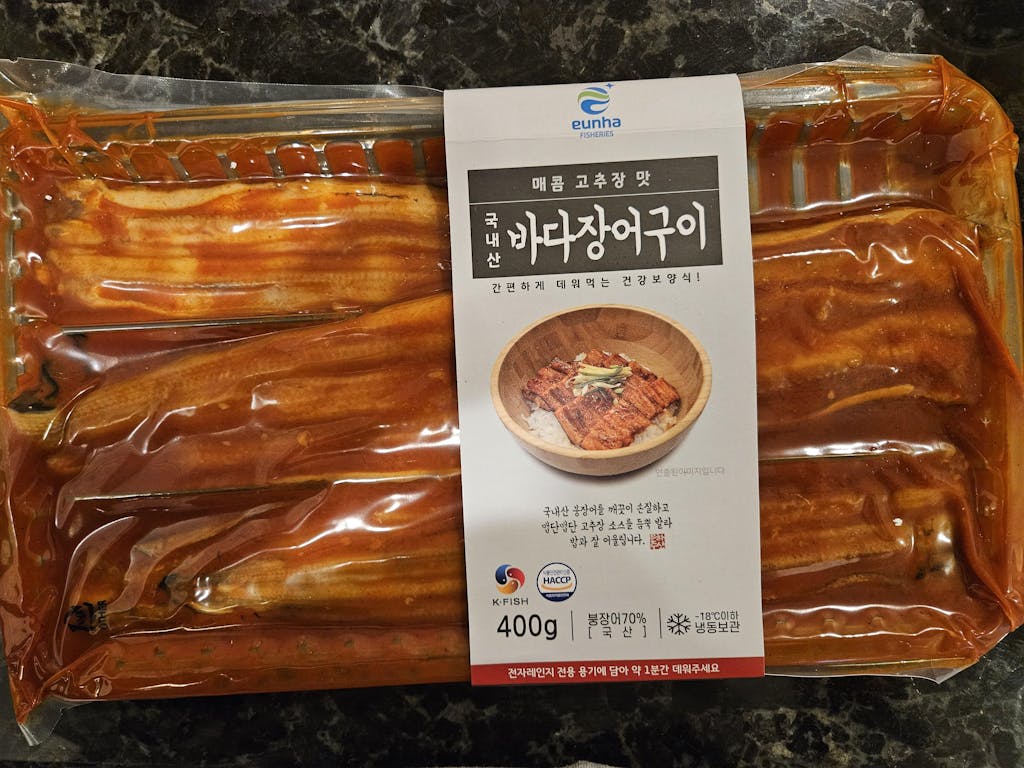 eunha
FISHERIES
매콤 고추장 맛
국내산 바다장어구이
간편하게 데워먹는 건강보양식!
연출된이미지입니다
국내산 붕장어를 깨끗이 손질하고
맵단맵단 고추장 소스를 듬뿍 발라
밥과 잘 어울립니다.
K·FISH
HACCP
400g
붕장어70%
[국산]
-18℃이하
냉동보관
전자레인지 전용 용기에 담아 약 1분간 데워주세요